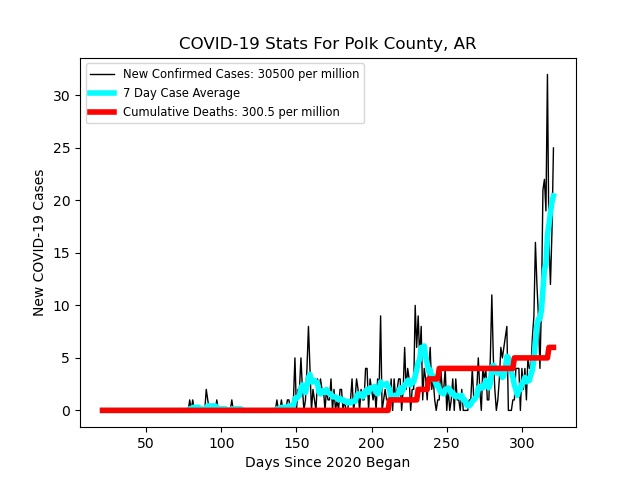 COVID-19 Stats For Polk County, AR
New Confirmed Cases: 30500 per million
7 Day Case Average
Cumulative Deaths: 300.5 per million
New COVID-19 Cases
30
25
20
15
10
5
0
50 100 150 200 250 300
Days Since 2020 Began